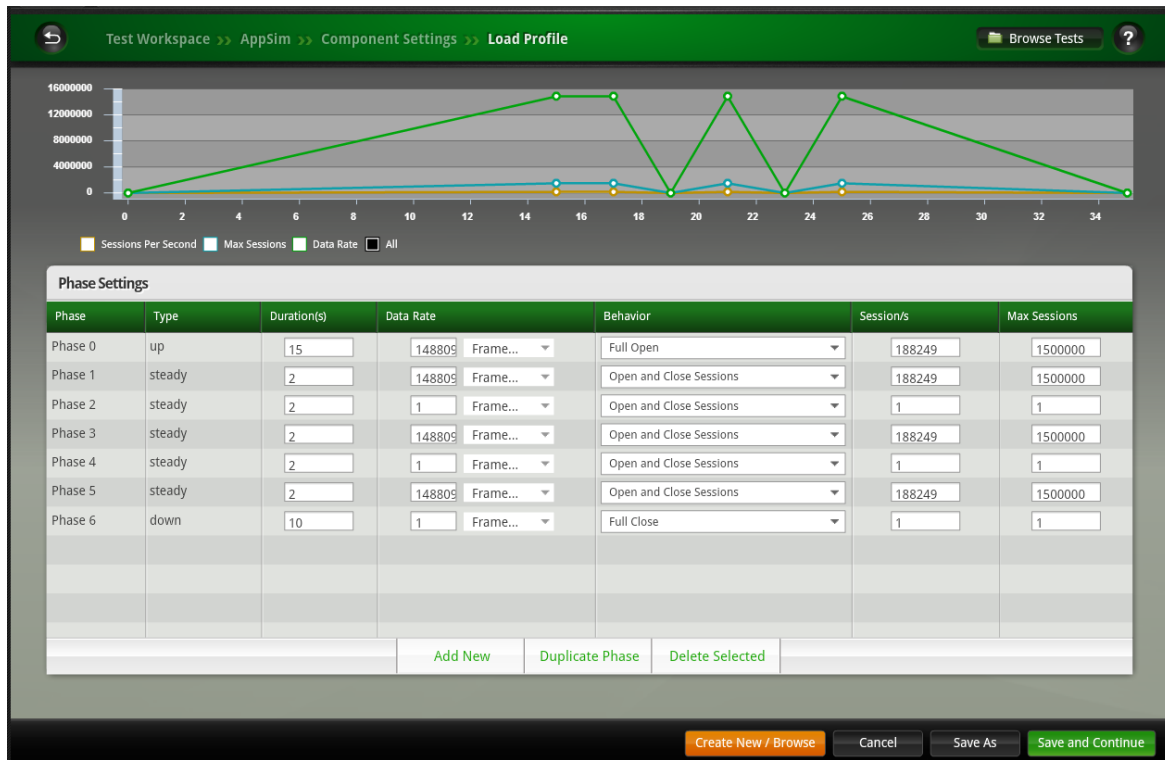 Test Workspace >> AppSim >> Component Settings >> Load Profile
Browse Tests
?
16000000
12000000
8000000
4000000
0
0 2 4 6 8 10 12 14 16 18 20 22 24 26 28 30 32 34
Sessions Per Second Max Sessions Data Rate All
Phase Settings
Phase Type Duration(s) Data Rate Behavior Session/s Max Sessions
Phase 0 up 15 148809 Frame... Full Open 188249 1500000
Phase 1 steady 2 148809 Frame... Open and Close Sessions 188249 1500000
Phase 2 steady 2 1 Frame... Open and Close Sessions 1 1
Phase 3 steady 2 148809 Frame... Open and Close Sessions 188249 1500000
Phase 4 steady 2 1 Frame... Open and Close Sessions 1 1
Phase 5 steady 2 148809 Frame... Open and Close Sessions 188249 1500000
Phase 6 down 10 1 Frame... Full Close 1 1
Add New Duplicate Phase Delete Selected
Create New / Browse Cancel Save As Save and Continue